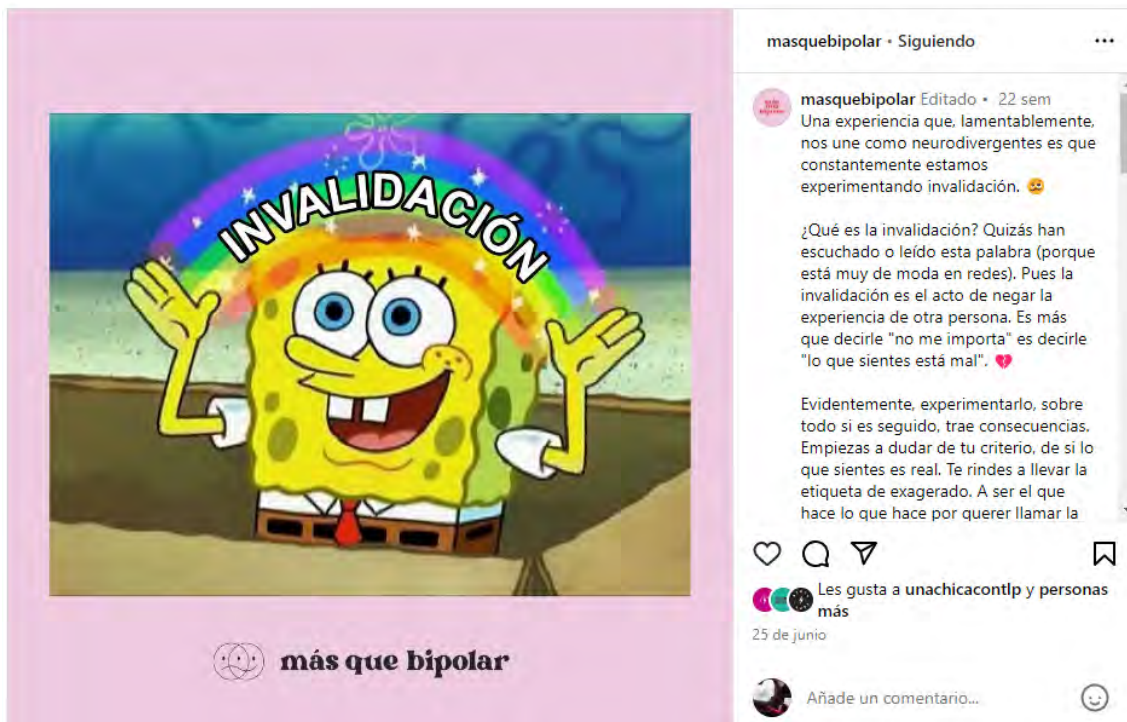 INVALIDACIÓN
más que bipolar
masquebipolar • Siguiendo
masquebipolar Editado • 22 sem
Una experiencia que, lamentablemente,
nos une como neurodivergentes es que
constantemente estamos
experimentando invalidación. 🥺
¿Qué es la invalidación? Quizás han
escuchado o leído esta palabra (porque
está muy de moda en redes). Pues la
invalidación es el acto de negar la
experiencia de otra persona. Es más
que decirle "no me importa" es decirle
"lo que sientes está mal". 💔
Evidentemente, experimentarlo, sobre
todo si es seguido, trae consecuencias.
Empiezas a dudar de tu criterio, de si lo
que sientes es real. Te rindes a llevar la
etiqueta de exagerado. A ser el que
hace lo que hace por querer llamar la
Les gusta a unachicacontlp y personas
más
25 de junio
Añade un comentario...